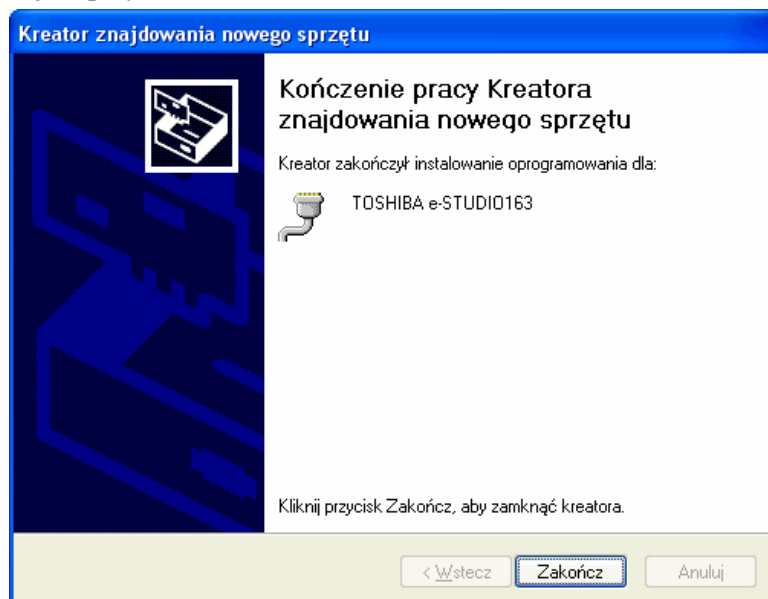 Kreator znajdowania nowego sprzętu
Kończenie pracy Kreatora
znajdowania nowego sprzętu
Kreator zakończył instalowanie oprogramowania dla:
TOSHIBA e-STUDIO163
Kliknij przycisk Zakończ, aby zamknąć kreatora.
< Wstecz Zakończ Anuluj